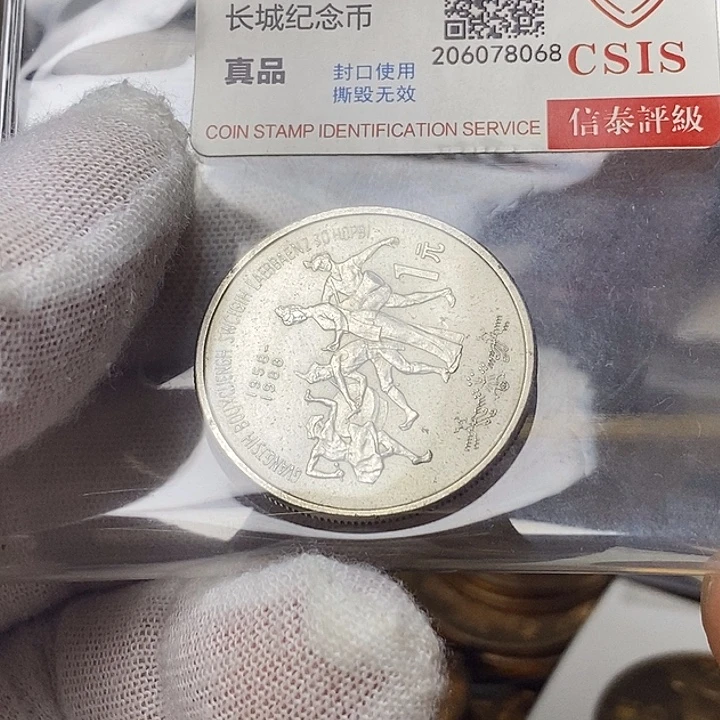 长城纪念币
真品
封口使用
撕毁无效
206078068
CSIS
COIN STAMP IDENTIFICATION SERVICE
信泰評級
1元
1958-
1988